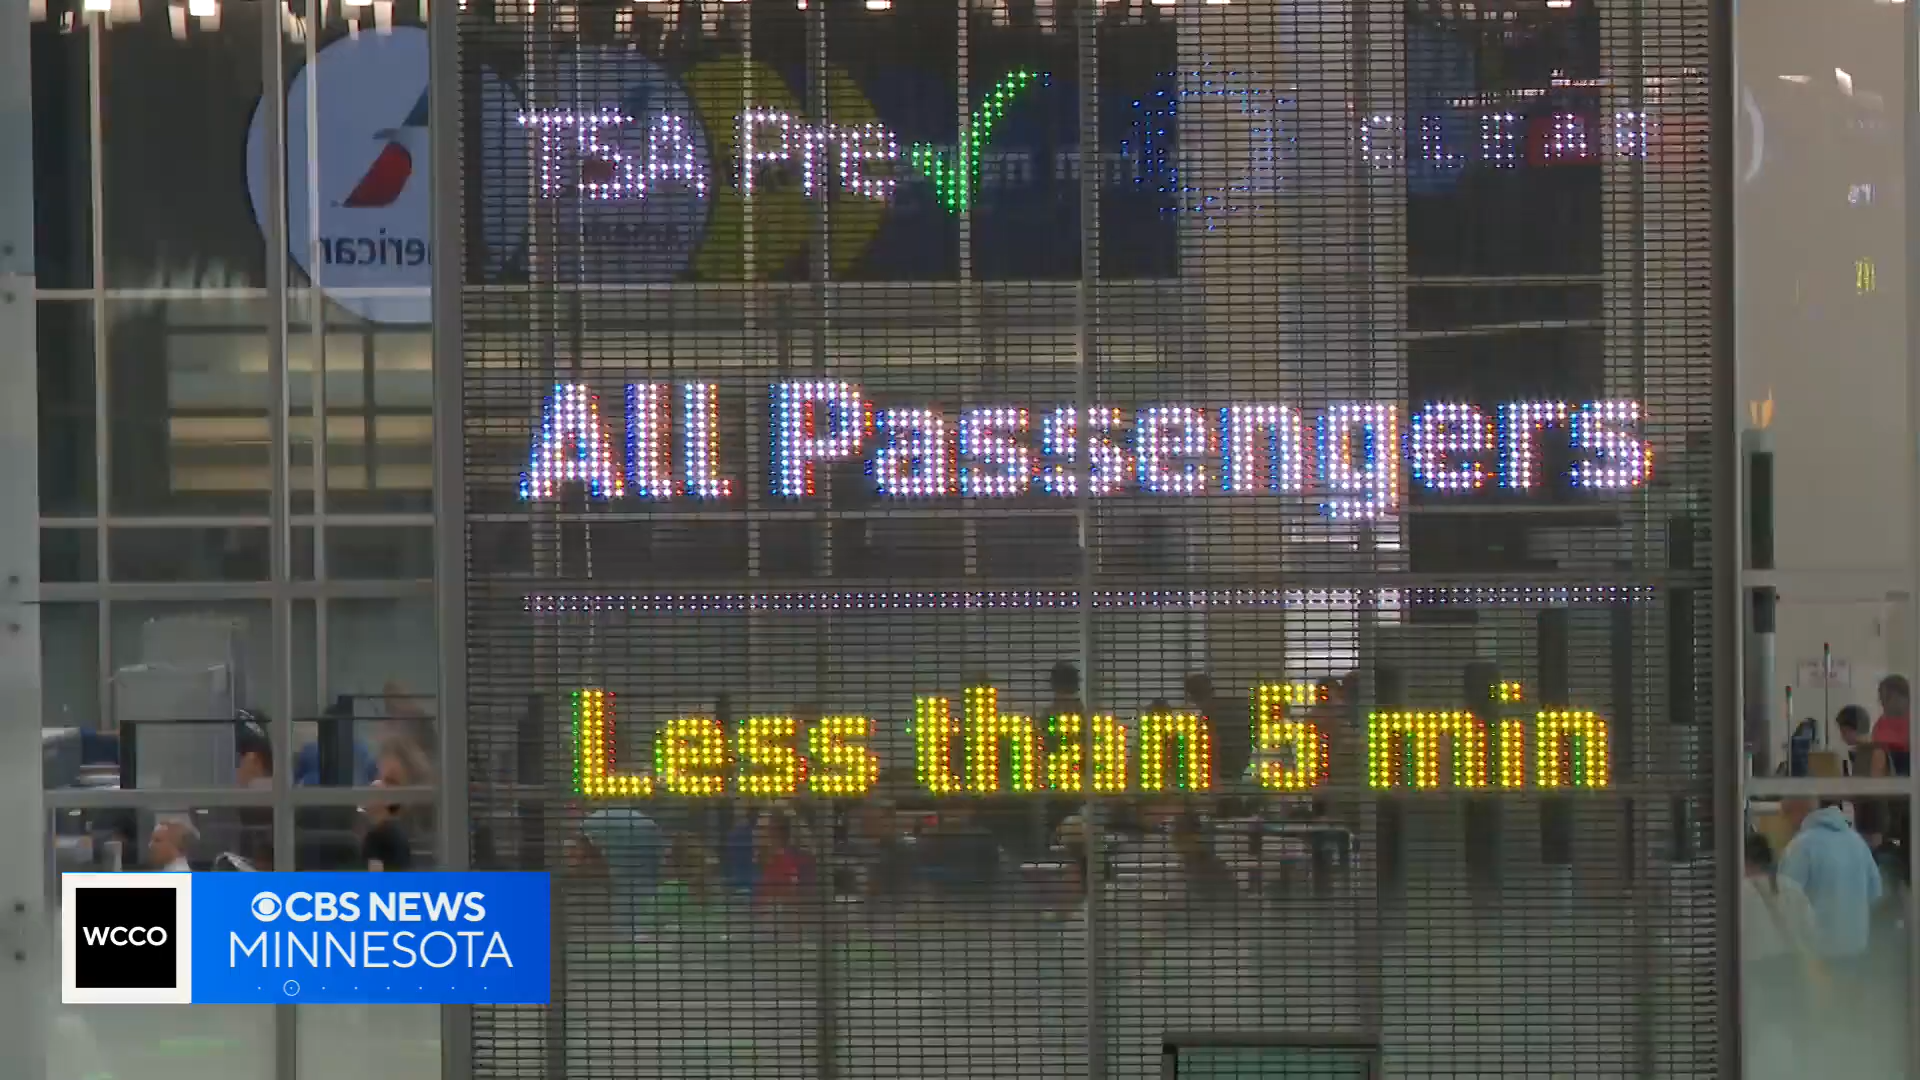 TSA Pre✓ CLEAR
All Passengers
Less than 5 min
WCCO
CBS NEWS
MINNESOTA